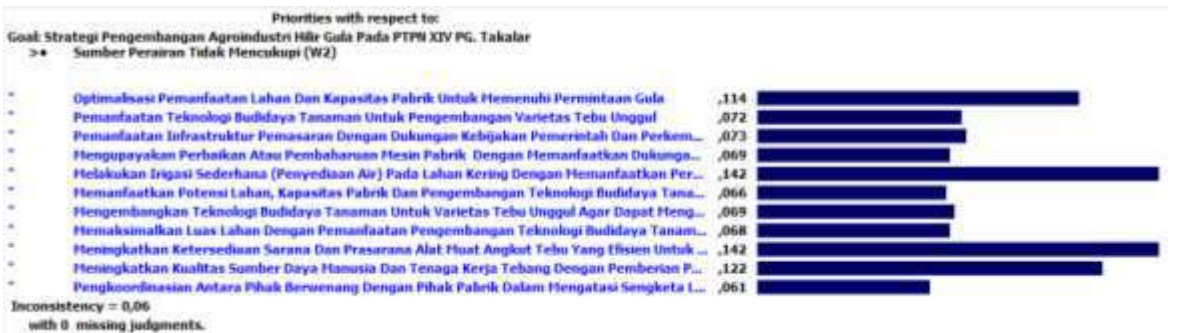 Priorities with respect to:
Goal: Strategi Pengembangan Agroindustri Hilir Gula Pada PTPN XIV PG. Takalar
Sumber Perairan Tidak Mencukupi (W2)
Optimalisasi Pemanfaatan Lahan Dan Kapasitas Pabrik Untuk Memenuhi Permintaan Gula ,114
Pemanfaatan Teknologi Budidaya Tanaman Untuk Pengembangan Varietas Tebu Unggul ,072
Pemanfaatan Infrastruktur Pemasaran Dengan Dukungan Kebijakan Pemerintah Dan Perkem... ,073
Mengupayakan Perbaikan Atau Pembaharuan Mesin Pabrik Dengan Memanfaatkan Dukunga... ,069
Melakukan Irigasi Sederhana (Penyediaan Air) Pada Lahan Kering Dengan Memanfaatkan Per... ,142
Memanfaatkan Potensi Lahan, Kapasitas Pabrik Dan Pengembangan Teknologi Budidaya Tana... ,066
Mengembangkan Teknologi Budidaya Tanaman Untuk Varietas Tebu Unggul Agar Dapat Meng... ,069
Memaksimalkan Luas Lahan Dengan Pemanfaatan Pengembangan Teknologi Budidaya Tanam... ,068
Meningkatkan Ketersediaan Sarana Dan Prasarana Alat Muat Angkut Tebu Yang Efisien Untuk ... ,142
Meningkatkan Kualitas Sumber Daya Manusia Dan Tenaga Kerja Tebang Dengan Pemberian P... ,122
Pengkoordinasian Antara Pihak Berwenang Dengan Pihak Pabrik Dalam Mengatasi Sengketa L... ,061
Inconsistency = 0,06
with 0 missing judgments.